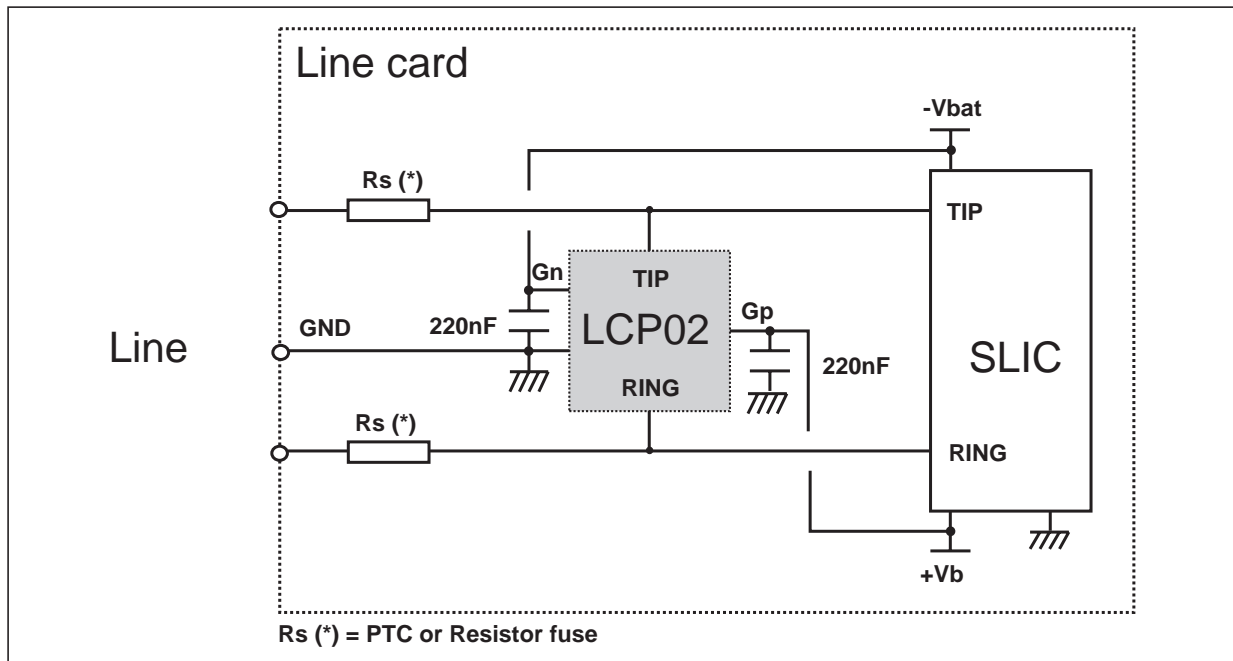 Line card
-Vbat
Rs (*)
TIP
Gn
TIP
Gp
GND
220nF
LCP02
Line
220nF
SLIC
RING
Rs (*)
RING
+Vb
Rs (*) = PTC or Resistor fuse